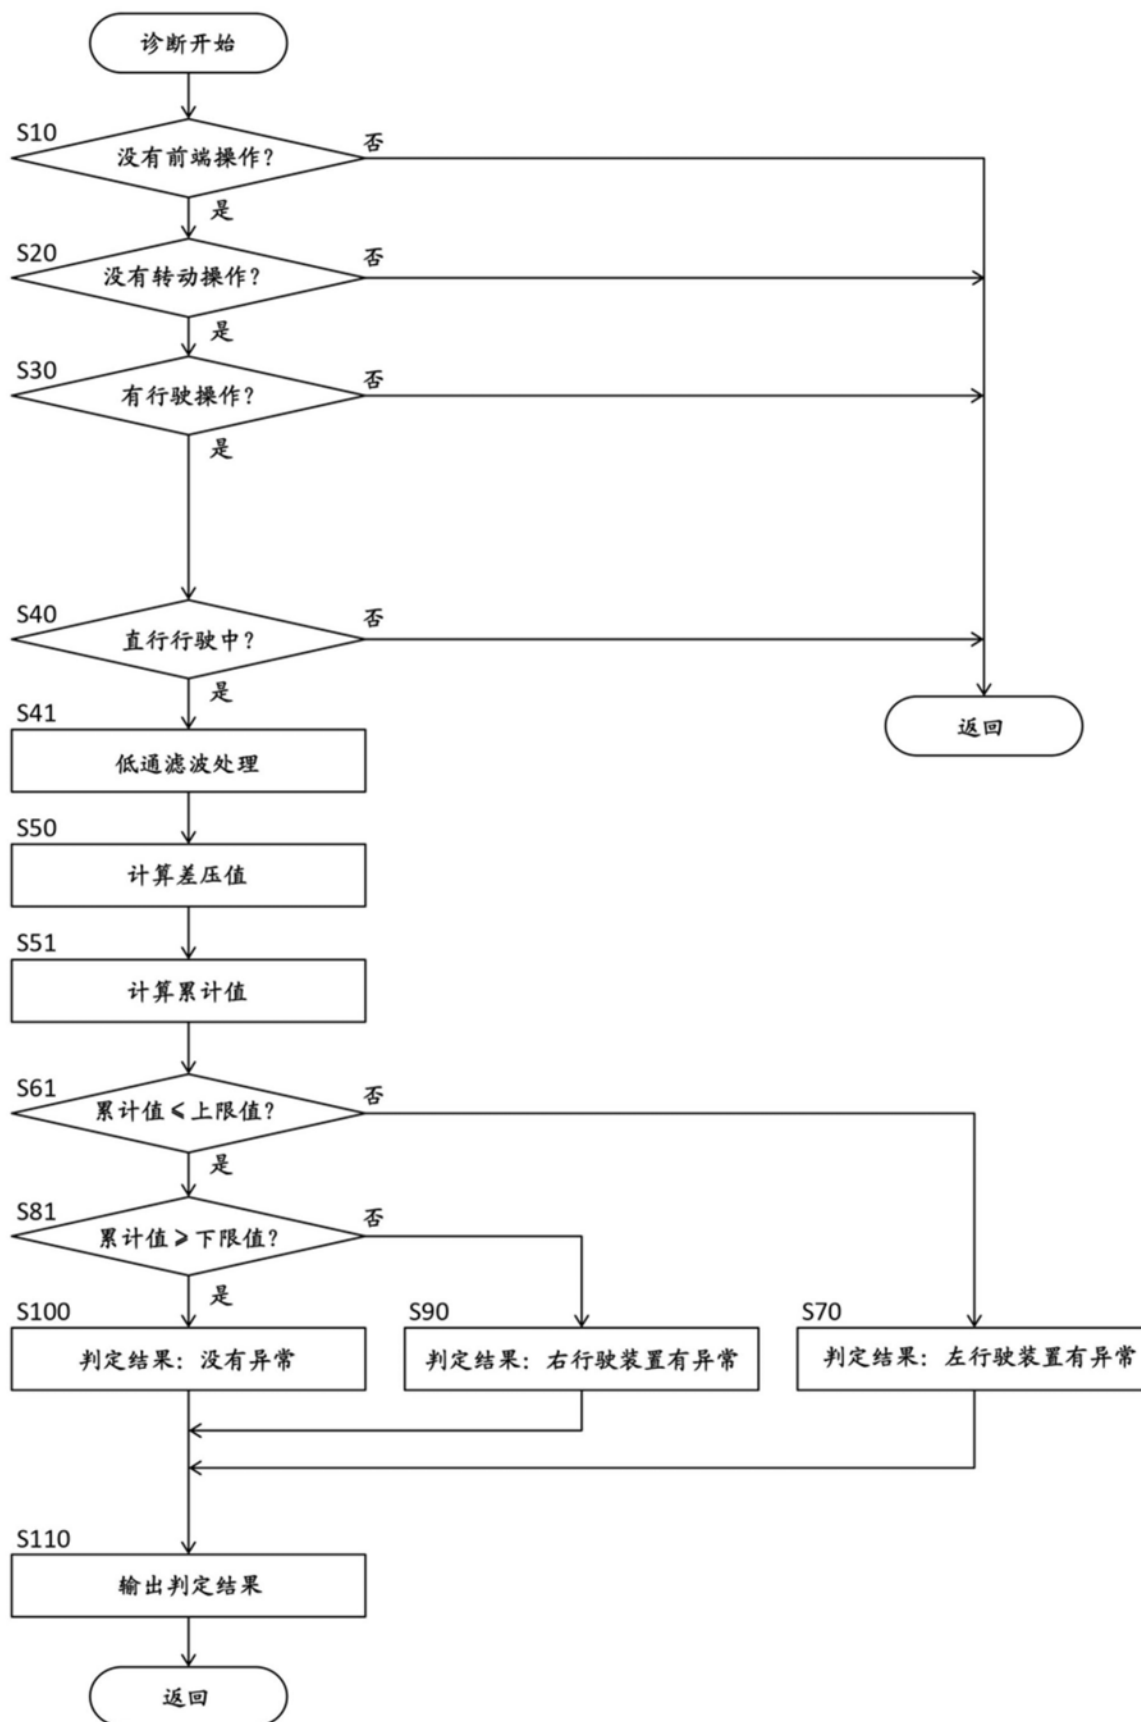 诊断开始
S10
没有前端操作?
否
是
S20
没有转动操作?
否
是
S30
有行驶操作?
否
是
S40
直行行驶中?
否
是
返回
S41
低通滤波处理
S50
计算差压值
S51
计算累计值
S61
累计值≤上限值?
否
是
S81
累计值≥下限值?
否
是
S100
判定结果: 没有异常
S90
判定结果: 右行驶装置有异常
S70
判定结果: 左行驶装置有异常
S110
输出判定结果
返回